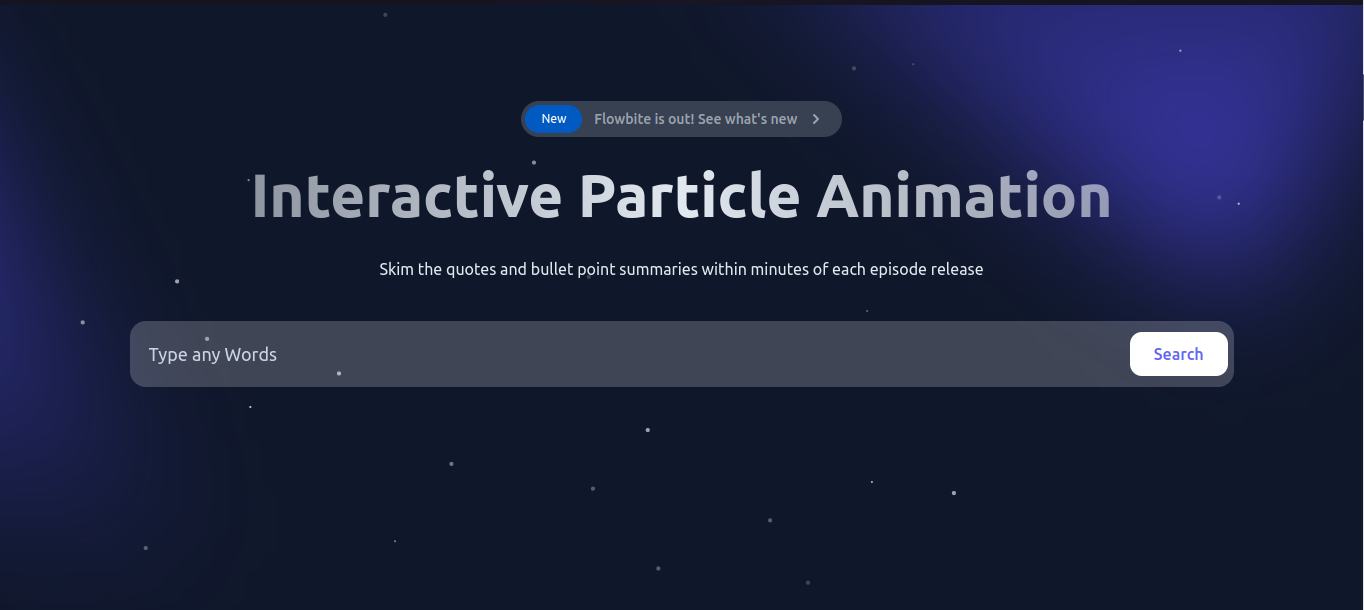 New Flowbite is out! See what's new
Interactive Particle Animation
Skim the quotes and bullet point summaries within minutes of each episode release
Type any Words Search